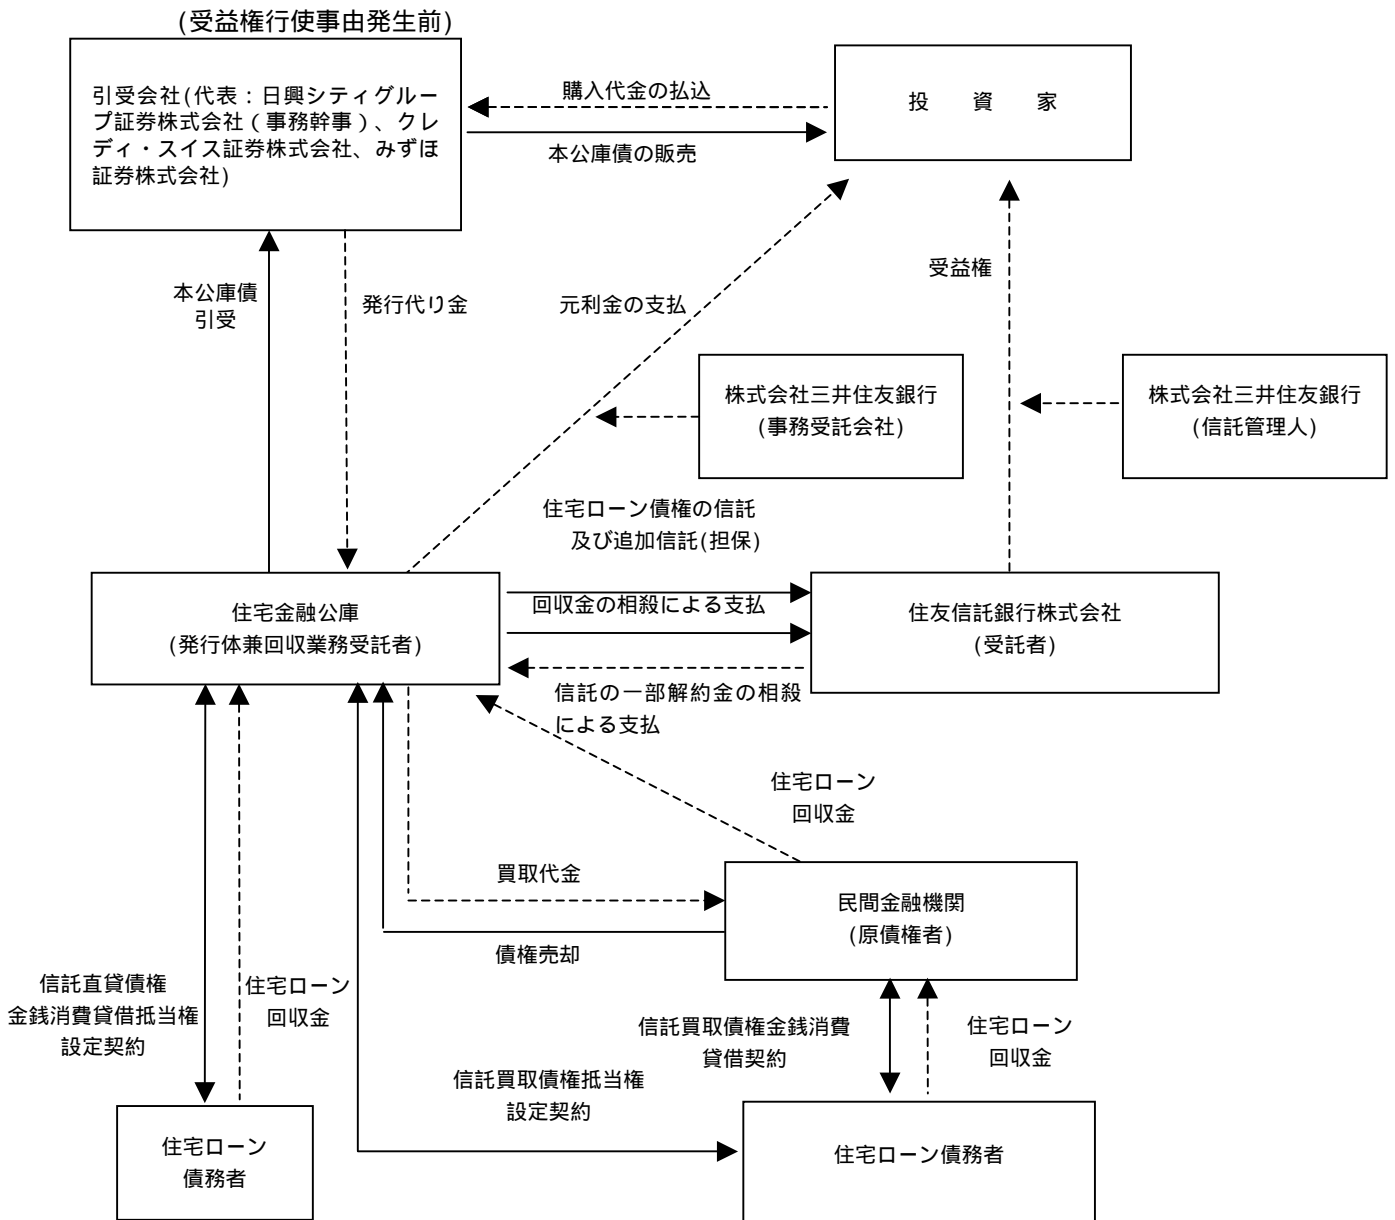 (受益権行使事由発生前)
引受会社(代表：日興シティグルー
プ証券株式会社（事務幹事）、クレ
ディ・スイス証券株式会社、みずほ
証券株式会社)
購入代金の払込
本公庫債の販売
投　資　家
本公庫債
引受
発行代り金
元利金の支払
受益権
株式会社三井住友銀行
(事務受託会社)
株式会社三井住友銀行
(信託管理人)
住宅ローン債権の信託
及び追加信託(担保)
住宅金融公庫
(発行体兼回収業務受託者)
回収金の相殺による支払
住友信託銀行株式会社
(受託者)
信託の一部解約金の相殺
による支払
住宅ローン
回収金
買取代金
債権売却
民間金融機関
(原債権者)
信託直貸債権
金銭消費貸借抵当権
設定契約
住宅ローン
回収金
信託買取債権金銭消費
貸借契約
住宅ローン
回収金
信託買取債権抵当権
設定契約
住宅ローン
債務者
住宅ローン債務者